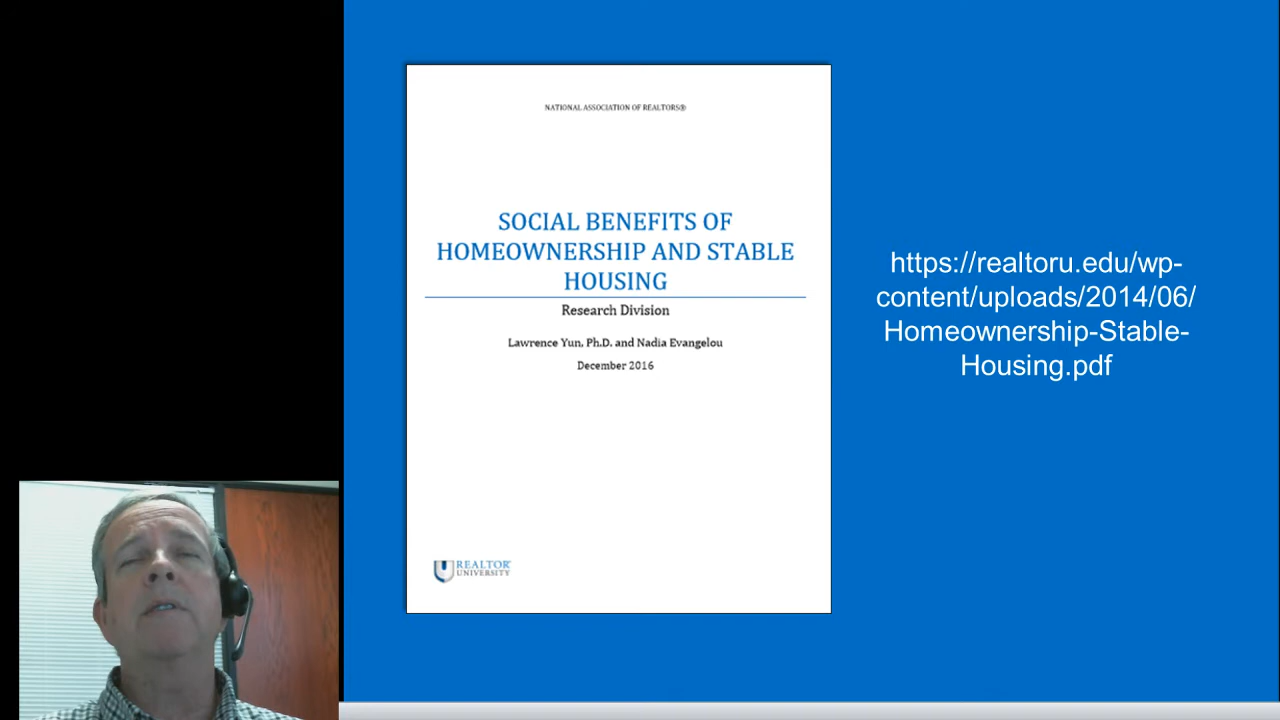 NATIONAL ASSOCIATION OF REALTORS®
SOCIAL BENEFITS OF
HOMEOWNERSHIP AND STABLE
HOUSING
Research Division
Lawrence Yun, Ph.D. and Nadia Evangelou
December 2016
REALTOR®
UNIVERSITY
https://realtoru.edu/wp-
content/uploads/2014/06/
Homeownership-Stable-
Housing.pdf